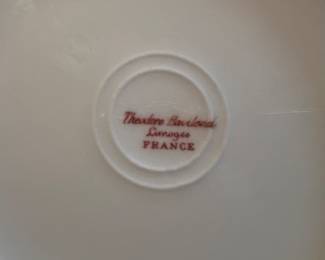 Theodore Haviland
Limoges
FRANCE